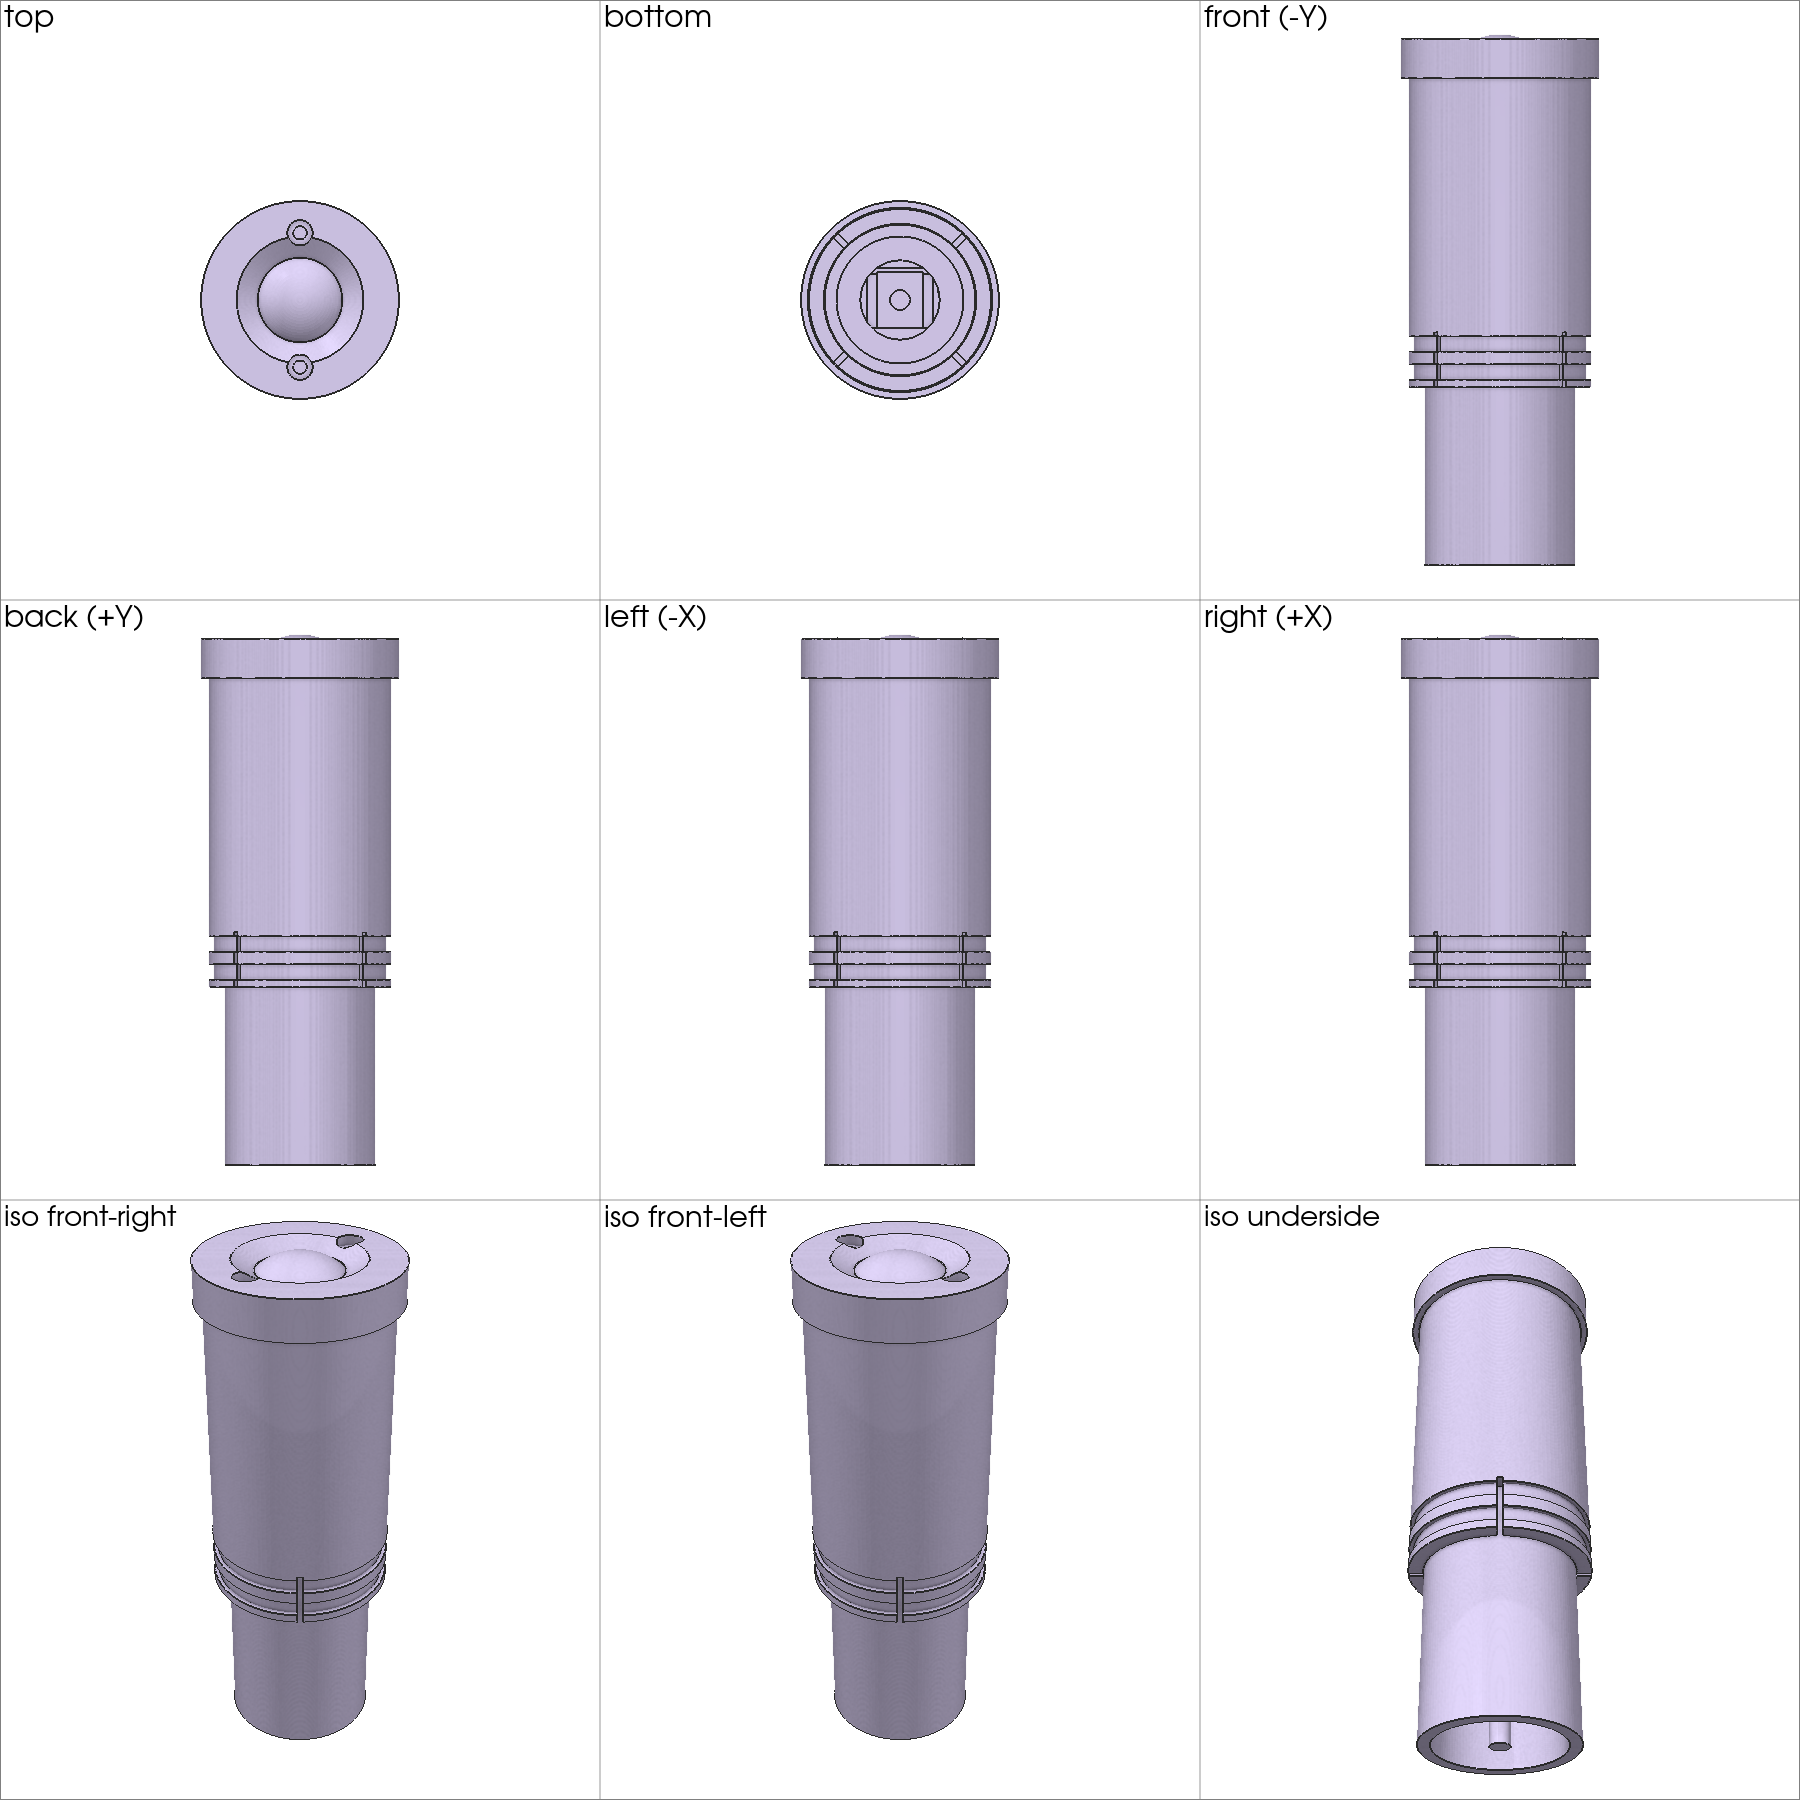 top
bottom
front (-Y)
back (+Y)
left (-X)
right (+X)
iso front-right
iso front-left
iso underside